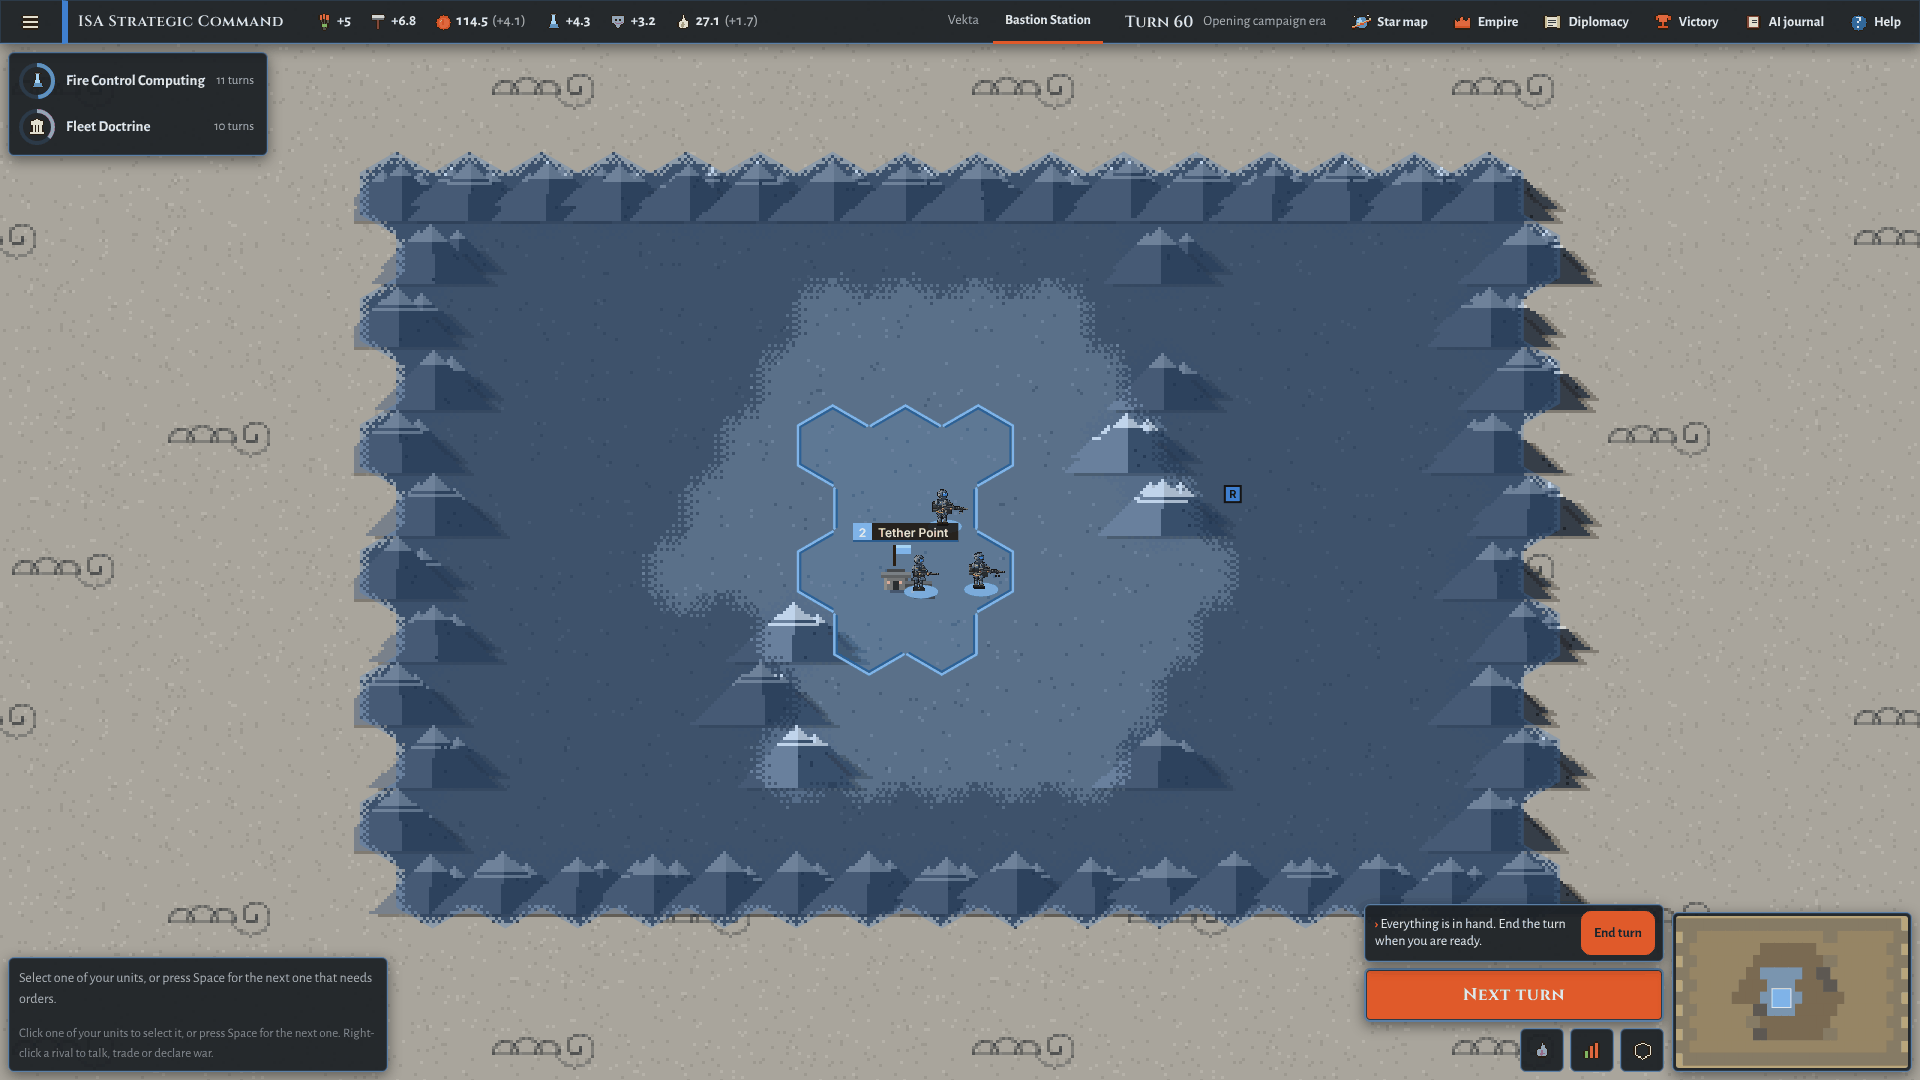 ISA Strategic Command +5 +6.8 114.5 (+4.1) +4.3 +3.2 27.1 (+1.7) Vekta Bastion Station Turn 60 Opening campaign era Star map Empire Diplomacy Victory AI journal Help
Fire Control Computing 11 turns
Fleet Doctrine 10 turns
R
2 Tether Point
› Everything is in hand. End the turn
when you are ready.
End turn
Next turn
Select one of your units, or press Space for the next one that needs
orders.
Click one of your units to select it, or press Space for the next one. Right-
click a rival to talk, trade or declare war.